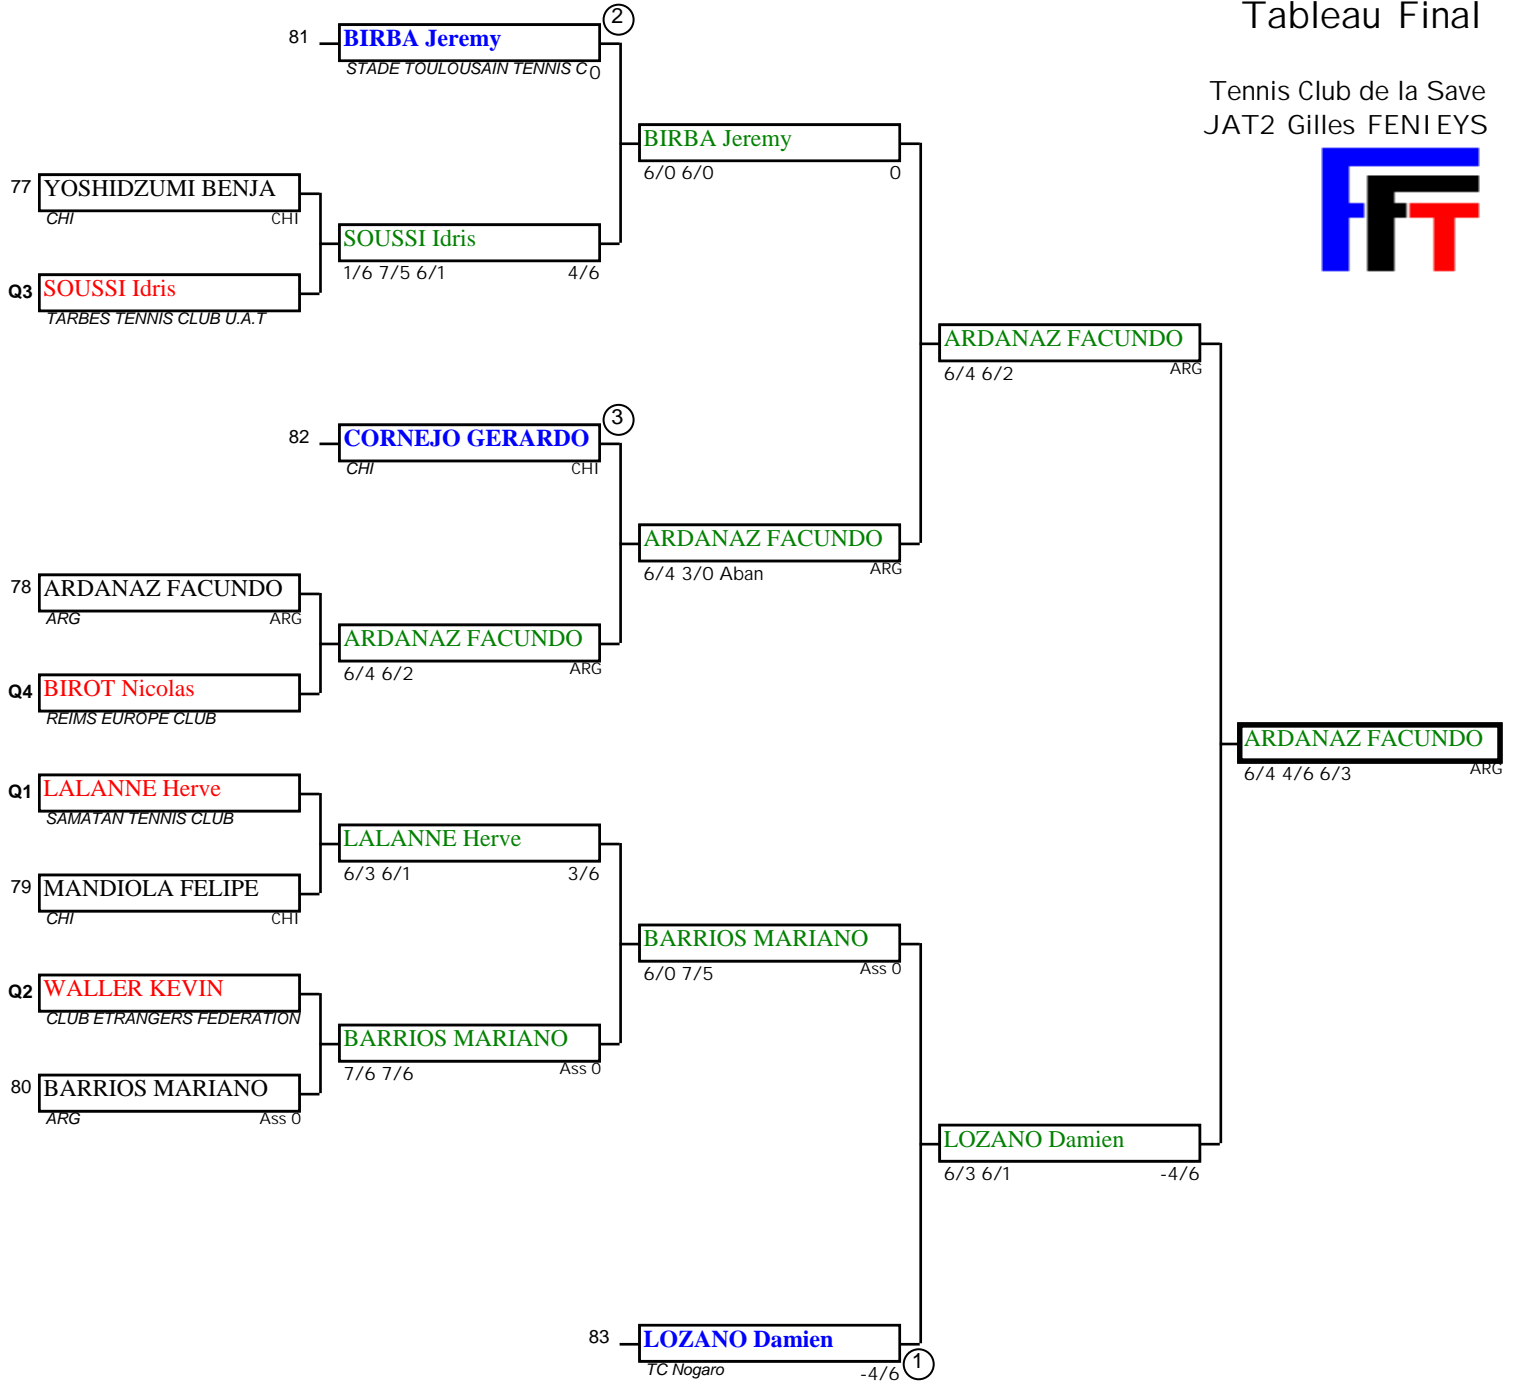 Tableau Final
Tennis Club de la Save
JAT2 Gilles FENIEYS
FFT
81 BIRBA Jeremy 2
STADE TOULOUSAIN TENNIS C 0
BIRBA Jeremy
6/0 6/0 0
77 YOSHIDZUMI BENJA
CHI CHI
SOUSSI Idris
1/6 7/5 6/1 4/6
Q3 SOUSSI Idris
TARBES TENNIS CLUB U.A.T
ARDANAZ FACUNDO
6/4 6/2 ARG
82 CORNEJO GERARDO 3
CHI CHI
ARDANAZ FACUNDO
6/4 3/0 Aban ARG
78 ARDANAZ FACUNDO
ARG ARG
ARDANAZ FACUNDO
6/4 6/2 ARG
Q4 BIROT Nicolas
REIMS EUROPE CLUB
ARDANAZ FACUNDO
6/4 4/6 6/3 ARG
Q1 LALANNE Herve
SAMATAN TENNIS CLUB
LALANNE Herve
6/3 6/1 3/6
79 MANDIOLA FELIPE
CHI CHI
BARRIOS MARIANO
6/0 7/5 Ass 0
Q2 WALLER KEVIN
CLUB ETRANGERS FEDERATION
BARRIOS MARIANO
7/6 7/6 Ass 0
80 BARRIOS MARIANO
ARG Ass 0
LOZANO Damien
6/3 6/1 -4/6
83 LOZANO Damien
TC Nogaro -4/6 1